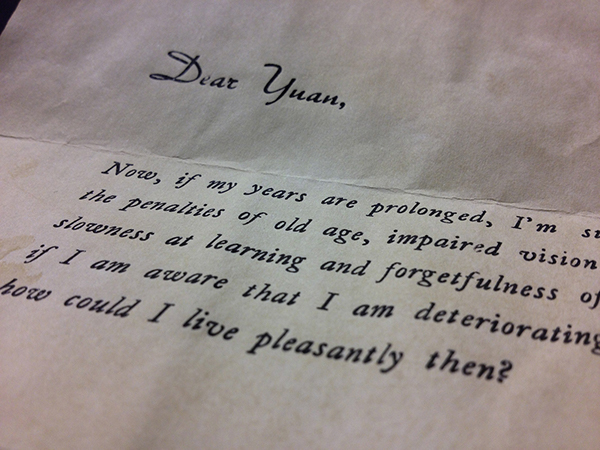 Dear Yuan,
Now, if my years are prolonged, I'm
the penalties of old age, impaired vision
slowness at learning and forgetfulness of
if I am aware that I am deteriorating
how could I live pleasantly then?